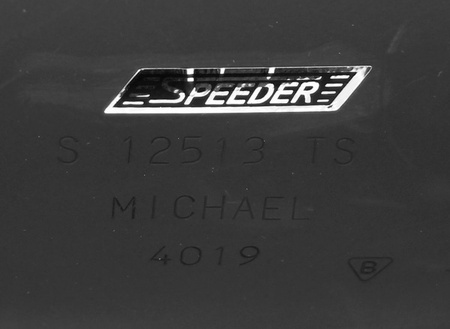 SPEEDER
S 12513 TS
MICHAEL
4019
B